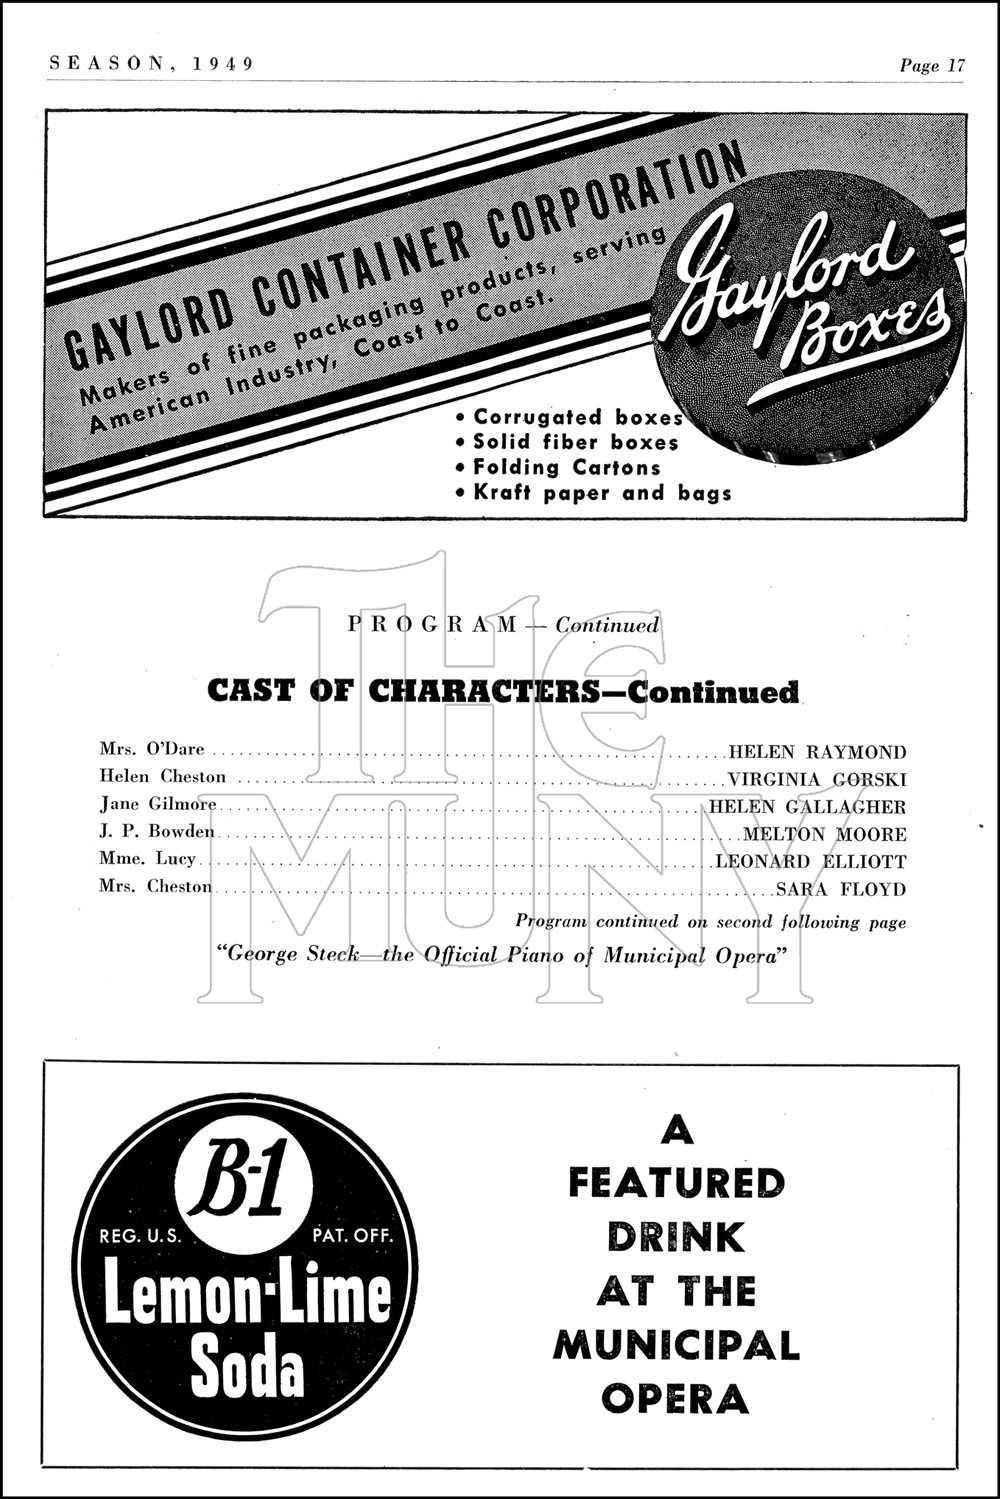 SEASON, 1949
Page 17
GAYLORD CONTAINER CORPORATION
Makers of fine packaging products, serving
American Industry, Coast to Coast.
Gaylord
Boxes
• Corrugated boxes
• Solid fiber boxes
• Folding Cartons
• Kraft paper and bags
THE
MUNY
PROGRAM — Continued
CAST OF CHARACTERS—Continued
Mrs. O'Dare HELEN RAYMOND
Helen Cheston VIRGINIA GORSKI
Jane Gilmore HELEN GALLAGHER
J. P. Bowden MELTON MOORE
Mme. Lucy LEONARD ELLIOTT
Mrs. Cheston SARA FLOYD
Program continued on second following page
“George Steck—the Official Piano of Municipal Opera”
B-1
REG. U.S. PAT. OFF.
Lemon-Lime
Soda
A
FEATURED
DRINK
AT THE
MUNICIPAL
OPERA